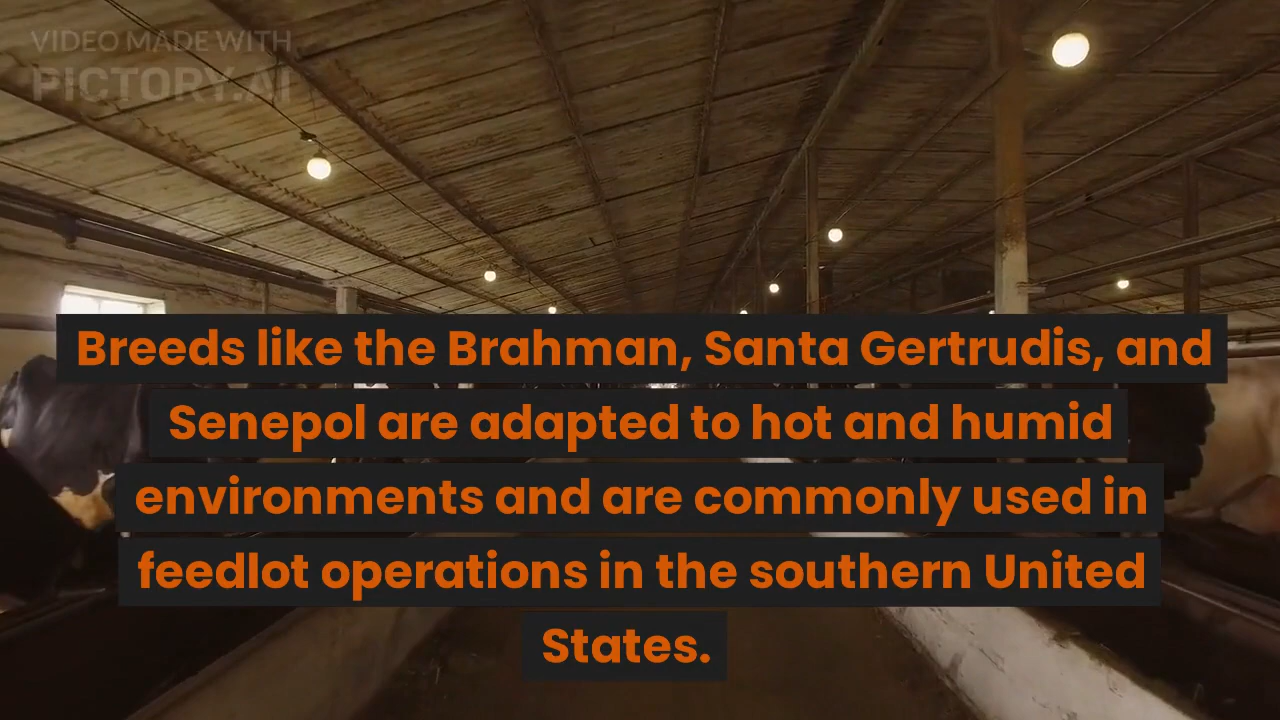 VIDEO MADE WITH
PICTORY.AI
Breeds like the Brahman, Santa Gertrudis, and
Senepol are adapted to hot and humid
environments and are commonly used in
feedlot operations in the southern United
States.